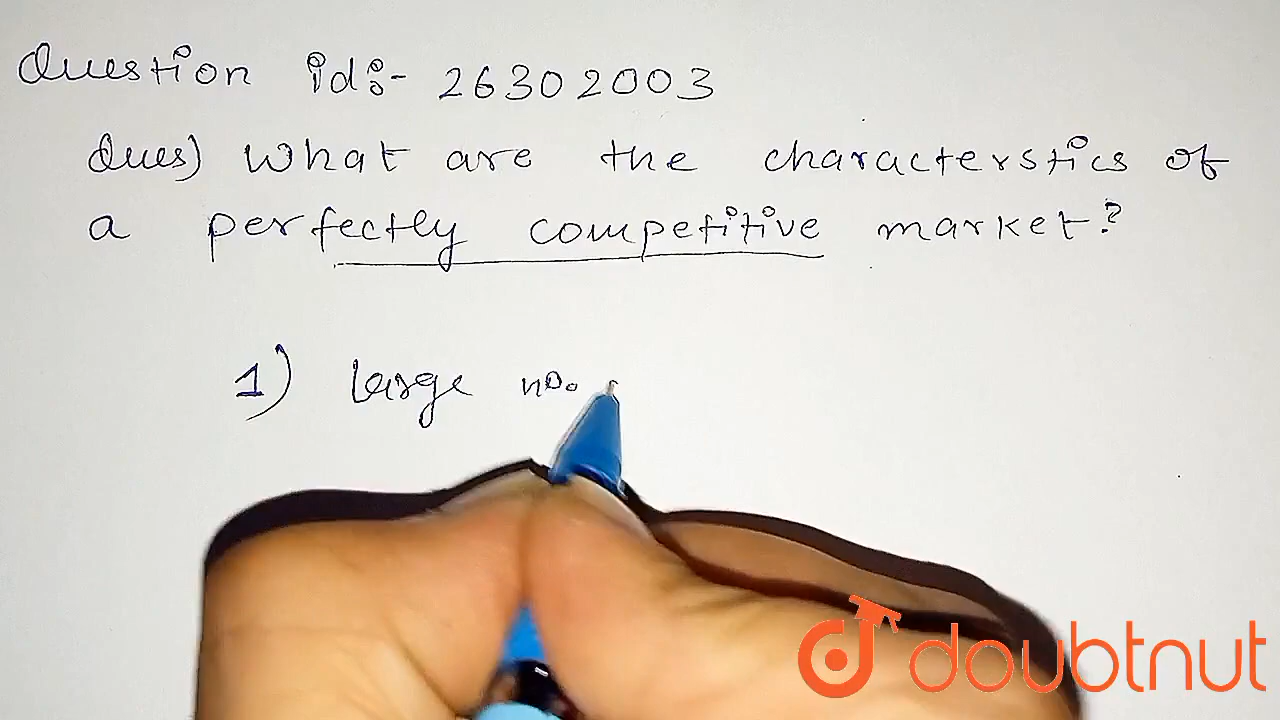 Question id:- 26302003
Ques) What are the characterstics of
a perfectly competitive market?
1) Large no.
doubtnut